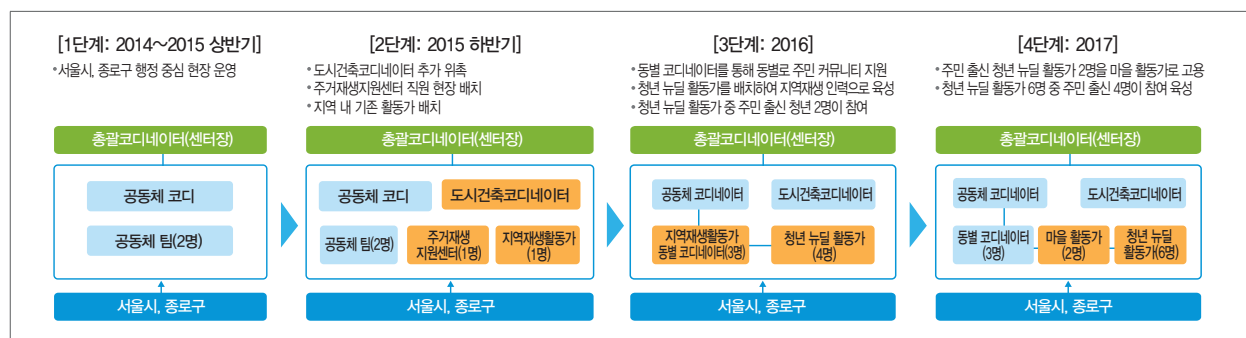 [1단계: 2014～2015 상반기]
• 서울시, 종로구 행정 중심 현장 운영
총괄코디네이터(센터장)
공동체 코디
공동체 팀(2명)
서울시, 종로구
[2단계: 2015 하반기]
• 도시건축코디네이터 추가 위촉
• 주거재생지원센터 직원 현장 배치
• 지역 내 기존 활동가 배치
총괄코디네이터(센터장)
공동체 코디
도시건축코디네이터
공동체 팀(2명)
주거재생
지원센터(1명)
지역재생활동가
(1명)
서울시, 종로구
[3단계: 2016]
• 동별 코디네이터를 통해 동별로 주민 커뮤니티 지원
• 청년 뉴딜 활동가를 배치하여 지역재생 인력으로 육성
• 청년 뉴딜 활동가 중 주민 출신 청년 2명이 참여
총괄코디네이터(센터장)
공동체 코디네이터
도시건축코디네이터
지역재생활동가
동별 코디네이터(3명)
청년 뉴딜 활동가
(4명)
서울시, 종로구
[4단계: 2017]
• 주민 출신 청년 뉴딜 활동가 2명을 마을 활동가로 고용
• 청년 뉴딜 활동가 6명 중 주민 출신 4명이 참여 육성
총괄코디네이터(센터장)
공동체 코디네이터
도시건축코디네이터
동별 코디네이터
(3명)
마을 활동가
(2명)
청년 뉴딜
활동가(6명)
서울시, 종로구